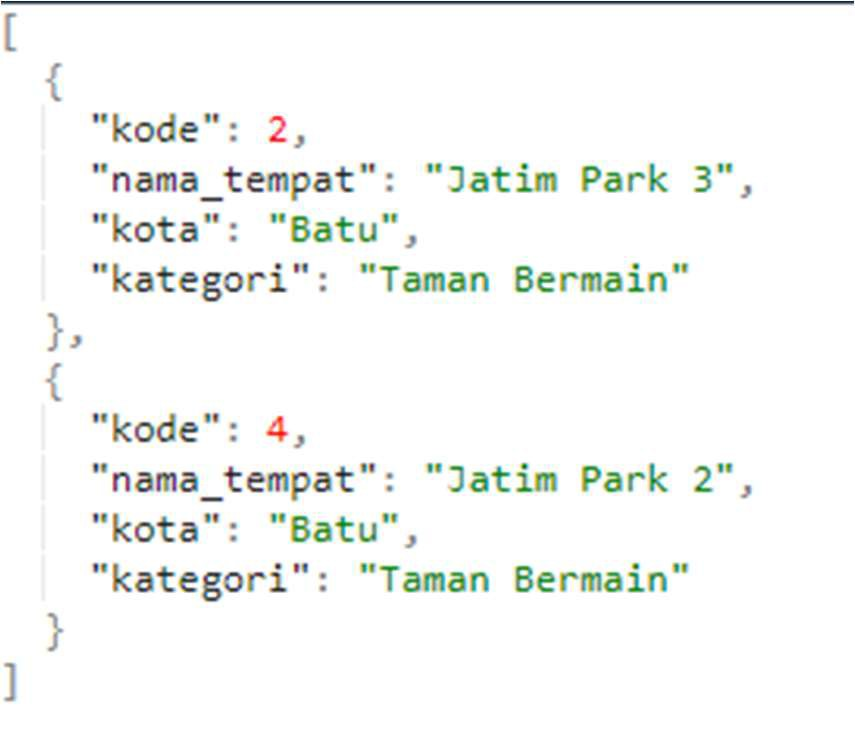 [
{
"kode": 2,
"nama_tempat": "Jatim Park 3",
"kota": "Batu",
"kategori": "Taman Bermain"
},
{
"kode": 4,
"nama_tempat": "Jatim Park 2",
"kota": "Batu",
"kategori": "Taman Bermain"
}
]